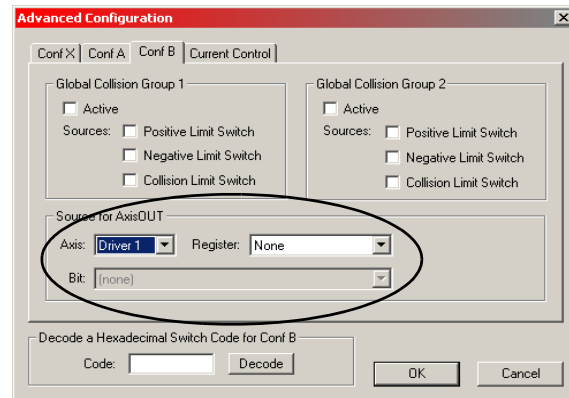 Advanced Configuration
Conf X Conf A Conf B Current Control
Global Collision Group 1
Active
Sources: Positive Limit Switch
Negative Limit Switch
Collision Limit Switch
Global Collision Group 2
Active
Sources: Positive Limit Switch
Negative Limit Switch
Collision Limit Switch
Source for AxisOUT
Axis: Driver 1 Register: None
Bit: (none)
Decode a Hexadecimal Switch Code for Conf B
Code: Decode
OK Cancel